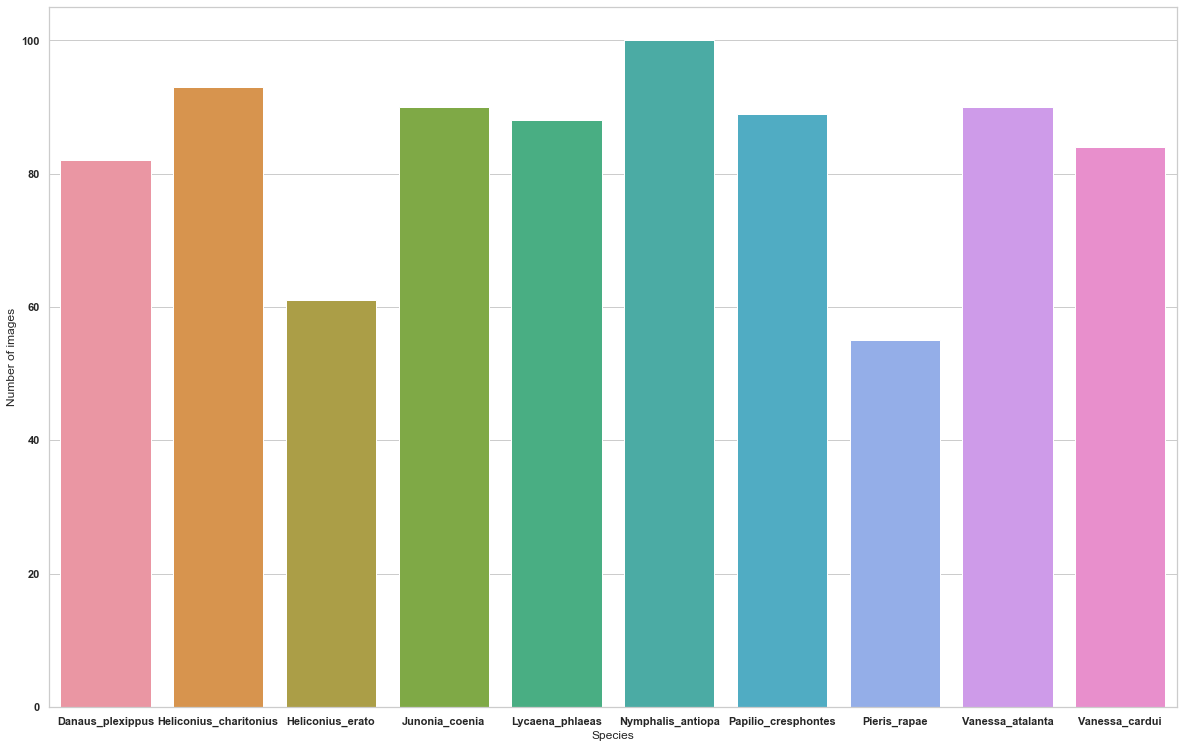 100
80
60
40
20
0
Number of images
Danaus_plexippus Heliconius_charitonius Heliconius_erato Junonia_coenia Lycaena_phlaeas Nymphalis_antiopa Papilio_cresphontes Pieris_rapae Vanessa_atalanta Vanessa_cardui
Species